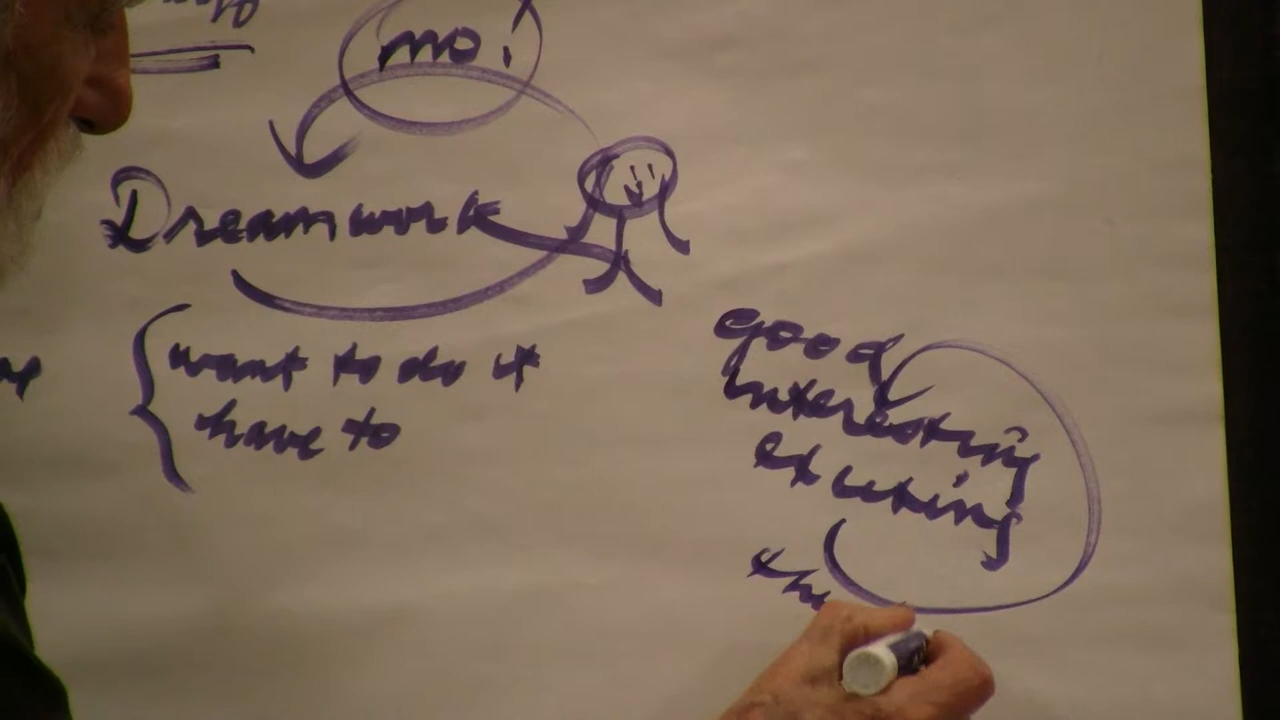 no!
Dreamwork
want to do it
have to
good
interesting
exciting